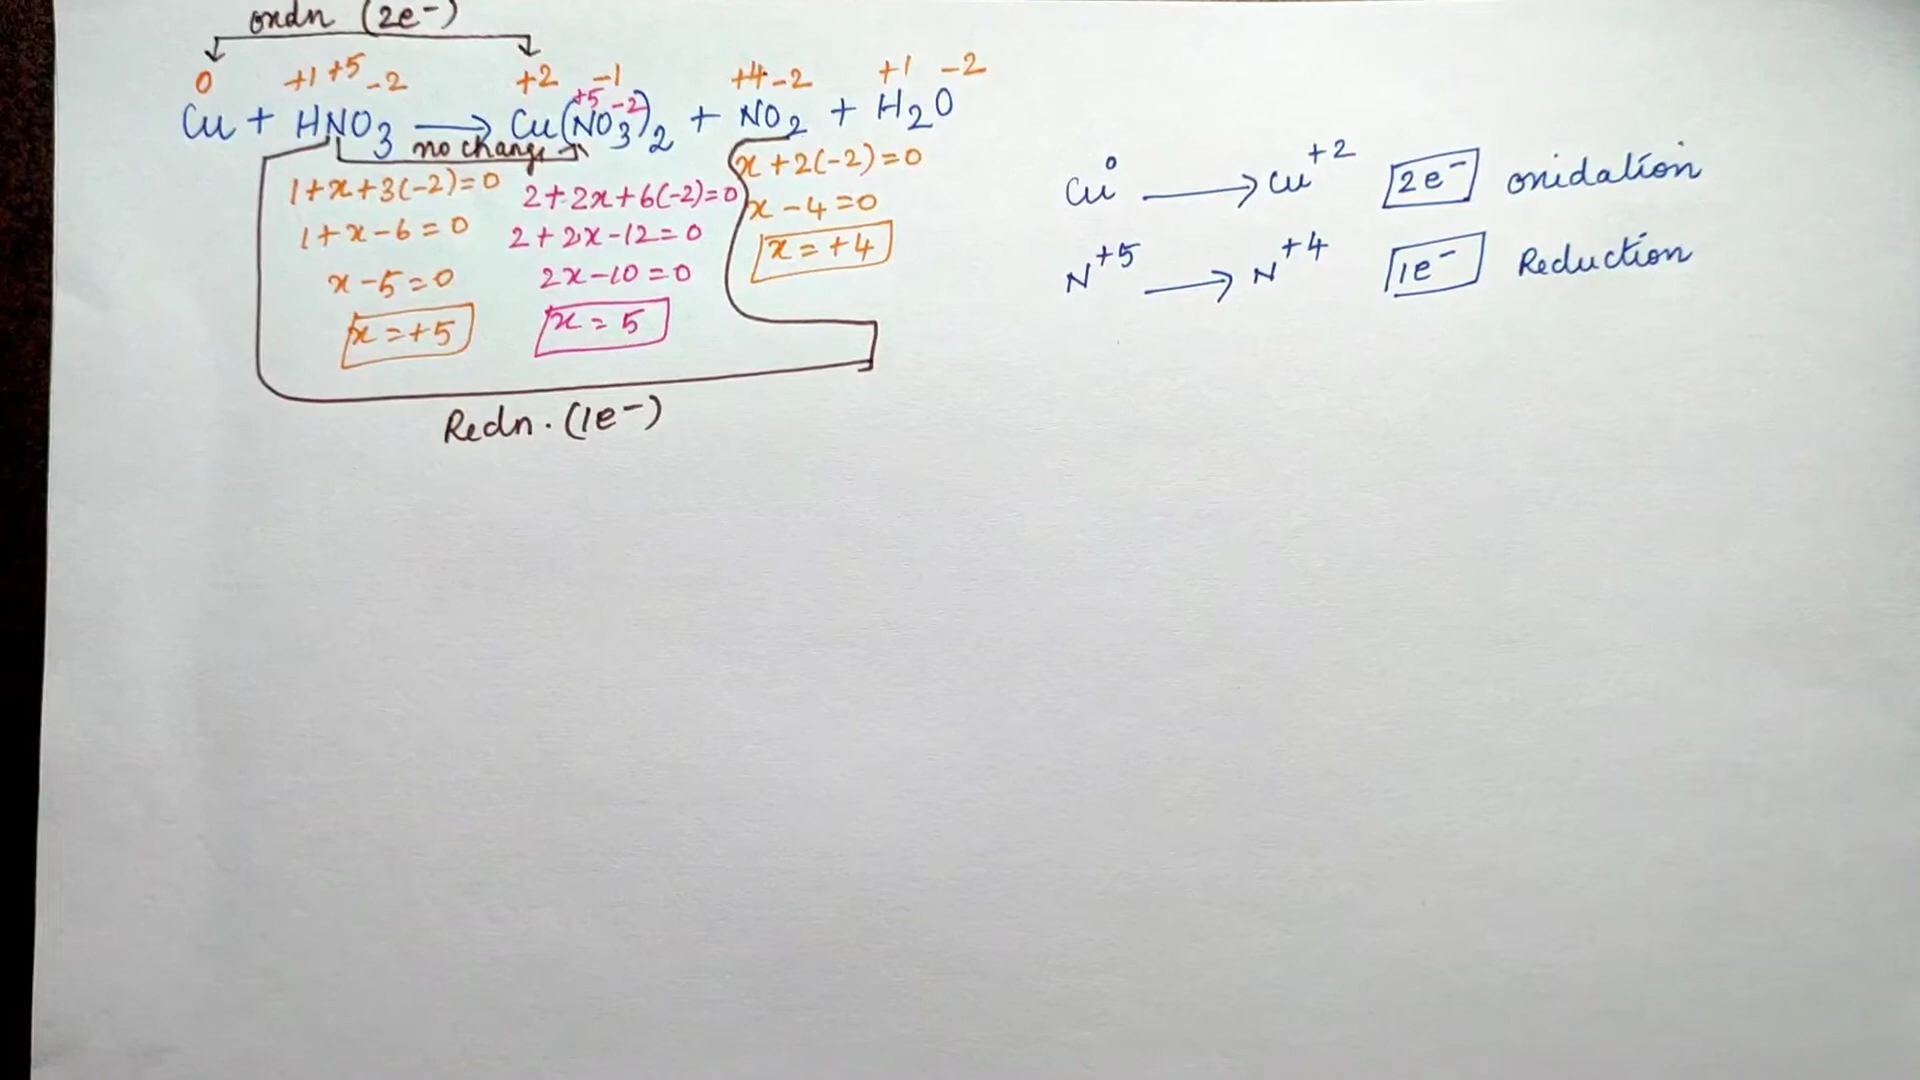 oxdn (2e⁻)
0 +1 +5 -2 +2 -1 +4 -2 +1 -2
+5 -2
Cu + HNO₃ ⟶ Cu(NO₃)₂ + NO₂ + H₂O
no change
1+x+3(-2)=0
1+x-6=0
x-5=0
x=+5
2+2x+6(-2)=0
2+2x-12=0
2x-10=0
x=5
x+2(-2)=0
x-4=0
x=+4
Redn. (1e⁻)
Cu⁰ ⟶ Cu⁺² 2e⁻ oxidation
N⁺⁵ ⟶ N⁺⁴ 1e⁻ Reduction